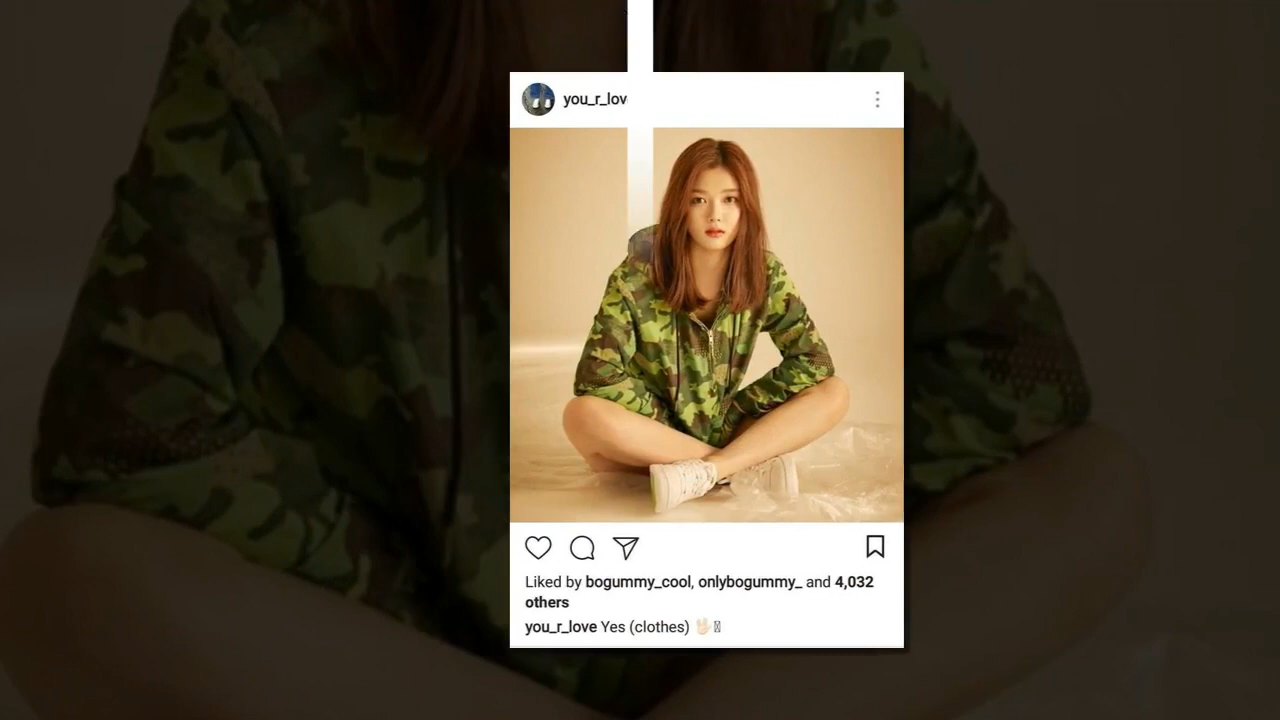 you_r_lov
Liked by bogummy_cool, onlybogummy_ and 4,032
others
you_r_love Yes (clothes) 🖖🏻